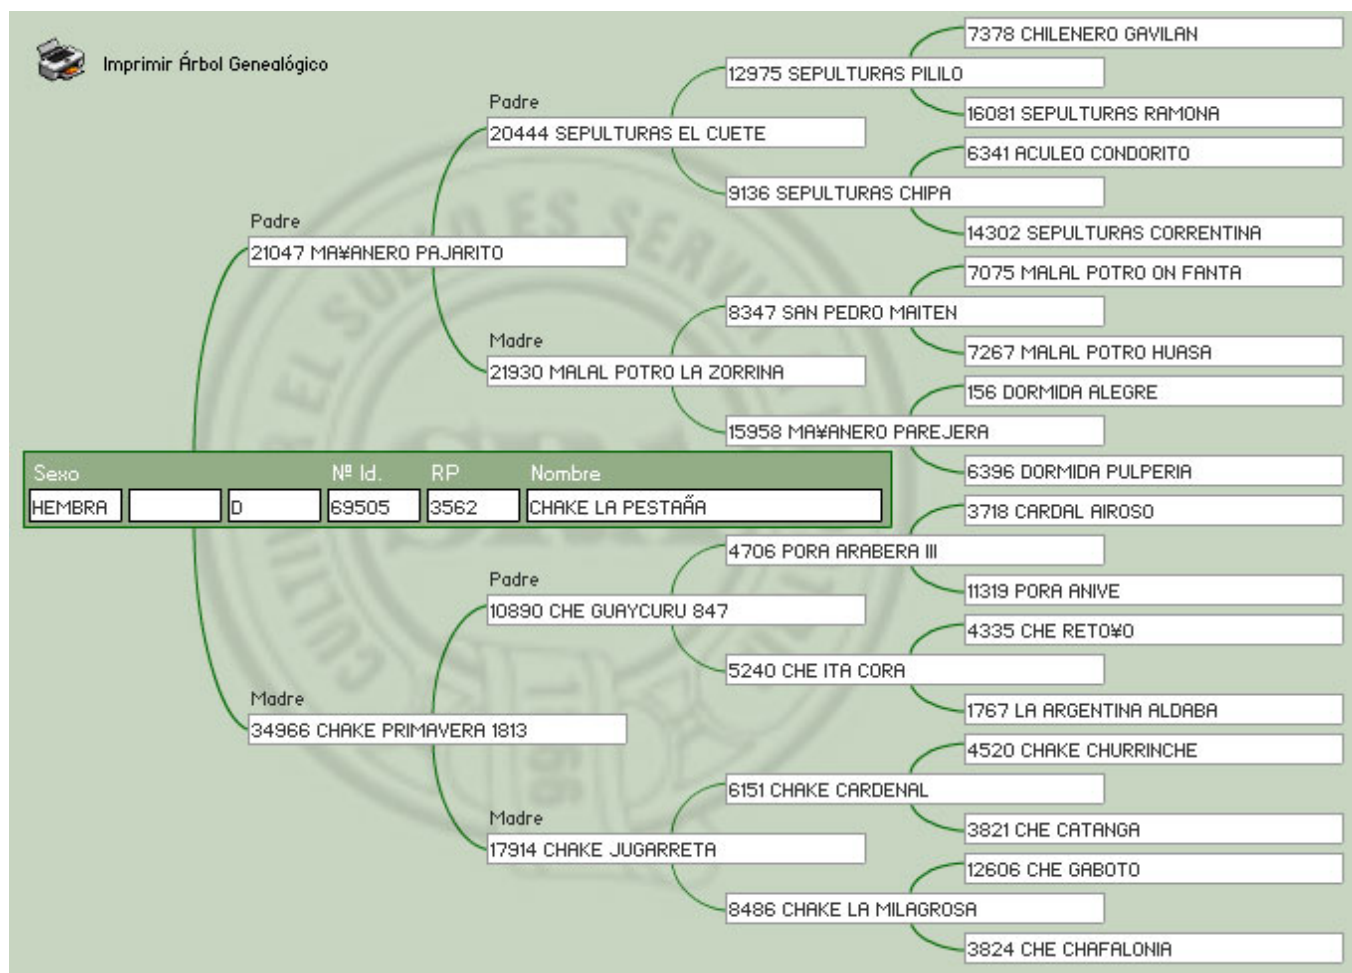 Imprimir Árbol Genealógico
7378 CHILENERO GAVILAN
12975 SEPULTURAS PILILO
Padre
16081 SEPULTURAS RAMONA
20444 SEPULTURAS EL CUETE
6341 ACULEO CONDORITO
9136 SEPULTURAS CHIPA
Padre
14302 SEPULTURAS CORRENTINA
21047 MA¥ANERO PAJARITO
7075 MALAL POTRO ON FANTA
8347 SAN PEDRO MAITEN
Madre
7267 MALAL POTRO HUASA
21930 MALAL POTRO LA ZORRINA
156 DORMIDA ALEGRE
15958 MA¥ANERO PAREJERA
6396 DORMIDA PULPERIA
Sexo Nº Id. RP Nombre
HEMBRA D 69505 3562 CHAKE LA PESTAÑA
3718 CARDAL AIROSO
4706 PORA ARABERA III
Padre
11319 PORA ANIVE
10890 CHE GUAYCURU 847
4335 CHE RETO¥O
5240 CHE ITA CORA
Madre
1767 LA ARGENTINA ALDABA
34966 CHAKE PRIMAVERA 1813
4520 CHAKE CHURRINCHE
6151 CHAKE CARDENAL
Madre
3821 CHE CATANGA
17914 CHAKE JUGARRETA
12606 CHE GABOTO
8486 CHAKE LA MILAGROSA
3824 CHE CHAFALONIA